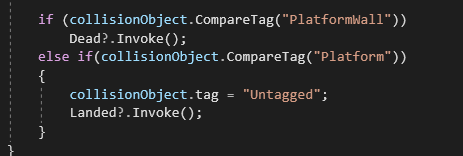 if (collisionObject.CompareTag("PlatformWall"))
Dead?.Invoke();
else if(collisionObject.CompareTag("Platform"))
{
collisionObject.tag = "Untagged";
Landed?.Invoke();
}
}